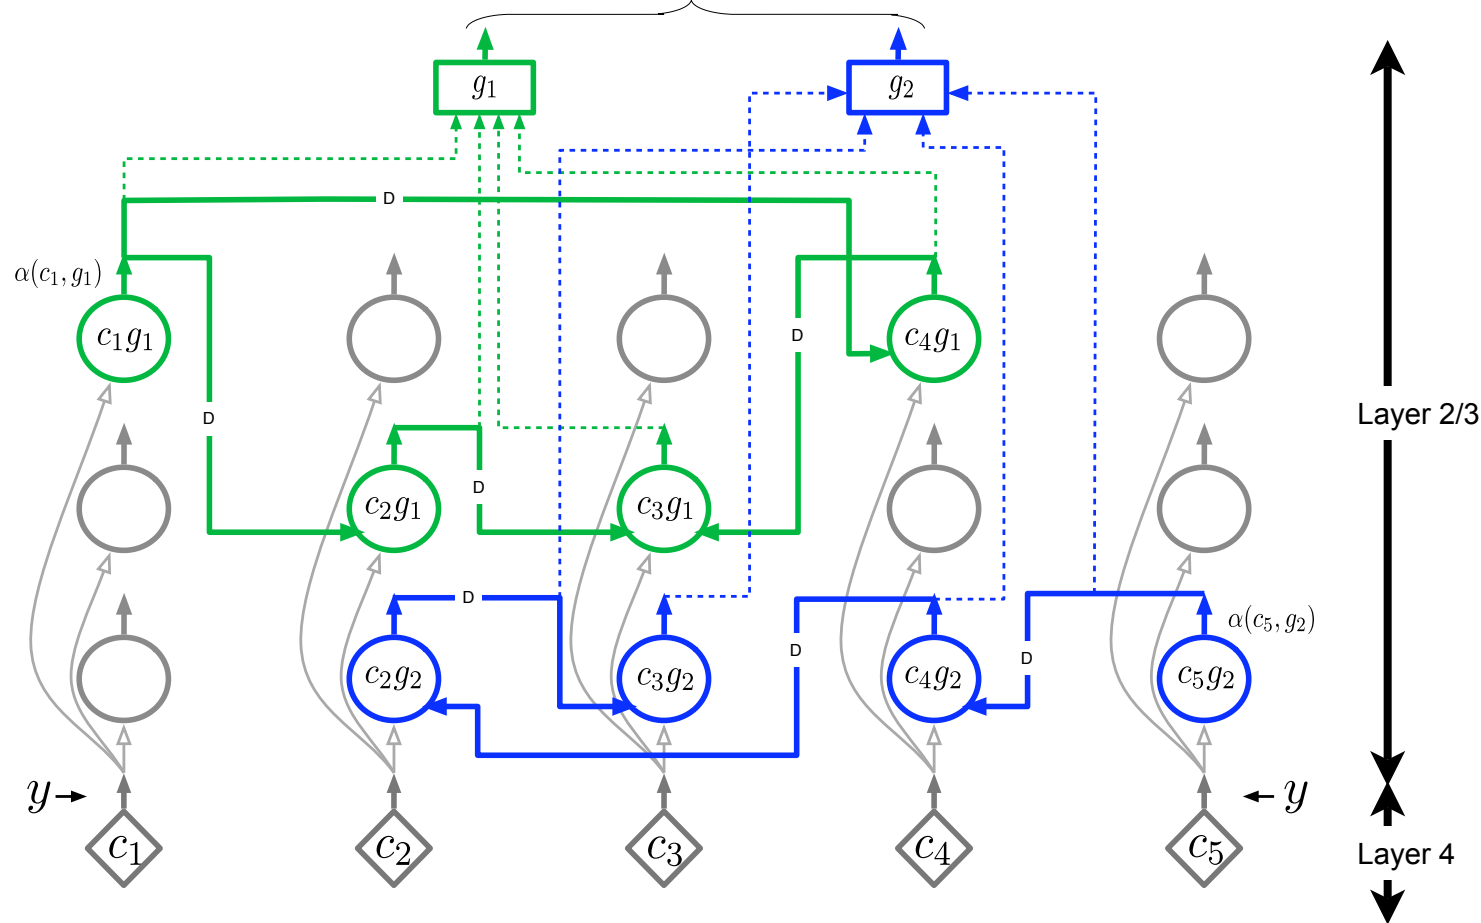 g₁ g₂
D
α(c₁, g₁)
c₁g₁ c₄g₁
D
D
Layer 2/3
D
c₂g₁ c₃g₁
D
α(c₅, g₂)
D
D
c₂g₂ c₃g₂ c₄g₂ c₅g₂
y y
c₁ c₂ c₃ c₄ c₅
Layer 4